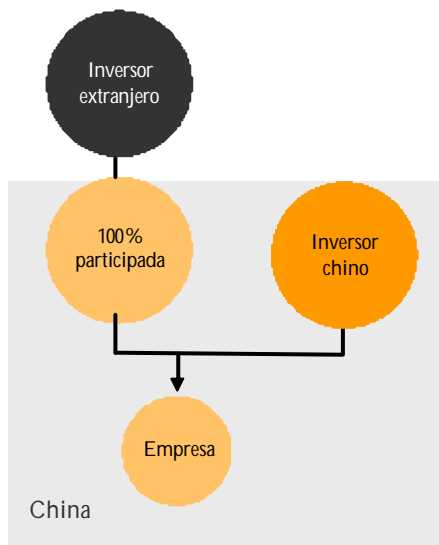 Inversor
extranjero
100%
participada
Inversor
chino
Empresa
China